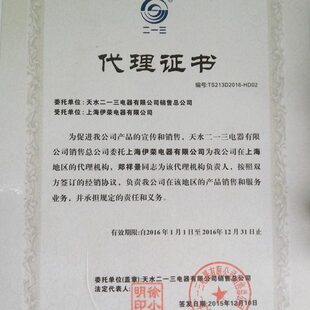 二一三
代理证书
编号:TS213D2016-HD02
委托单位：天水二一三电器有限公司销售总公司
受托单位：上海伊荣电器有限公司
为促进我公司产品的宣传和销售，天水二一三电器有限
公司销售总公司委托上海伊荣电器有限公司为我公司在上海
地区的代理机构，郑祥景同志为该代理机构负责人，按照双
方签订的经销协议，负责我公司在该地区的产品销售和服务
业务，并承担规定的责任和义务。
有效期限:自2016年1月1日至2016年12月31日止
委托单位(盖章)天水二一三电器有限公司销售总公司
法定代表人:
签发日期:2015年12月10日